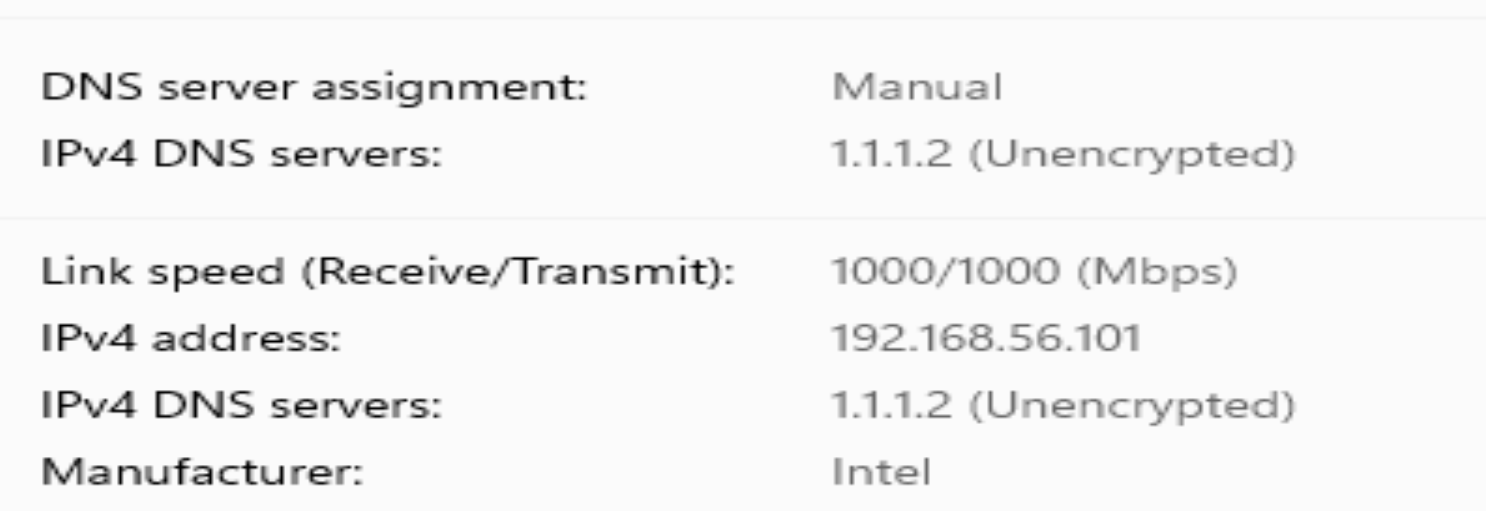 DNS server assignment: Manual
IPv4 DNS servers: 1.1.1.2 (Unencrypted)
Link speed (Receive/Transmit): 1000/1000 (Mbps)
IPv4 address: 192.168.56.101
IPv4 DNS servers: 1.1.1.2 (Unencrypted)
Manufacturer: Intel